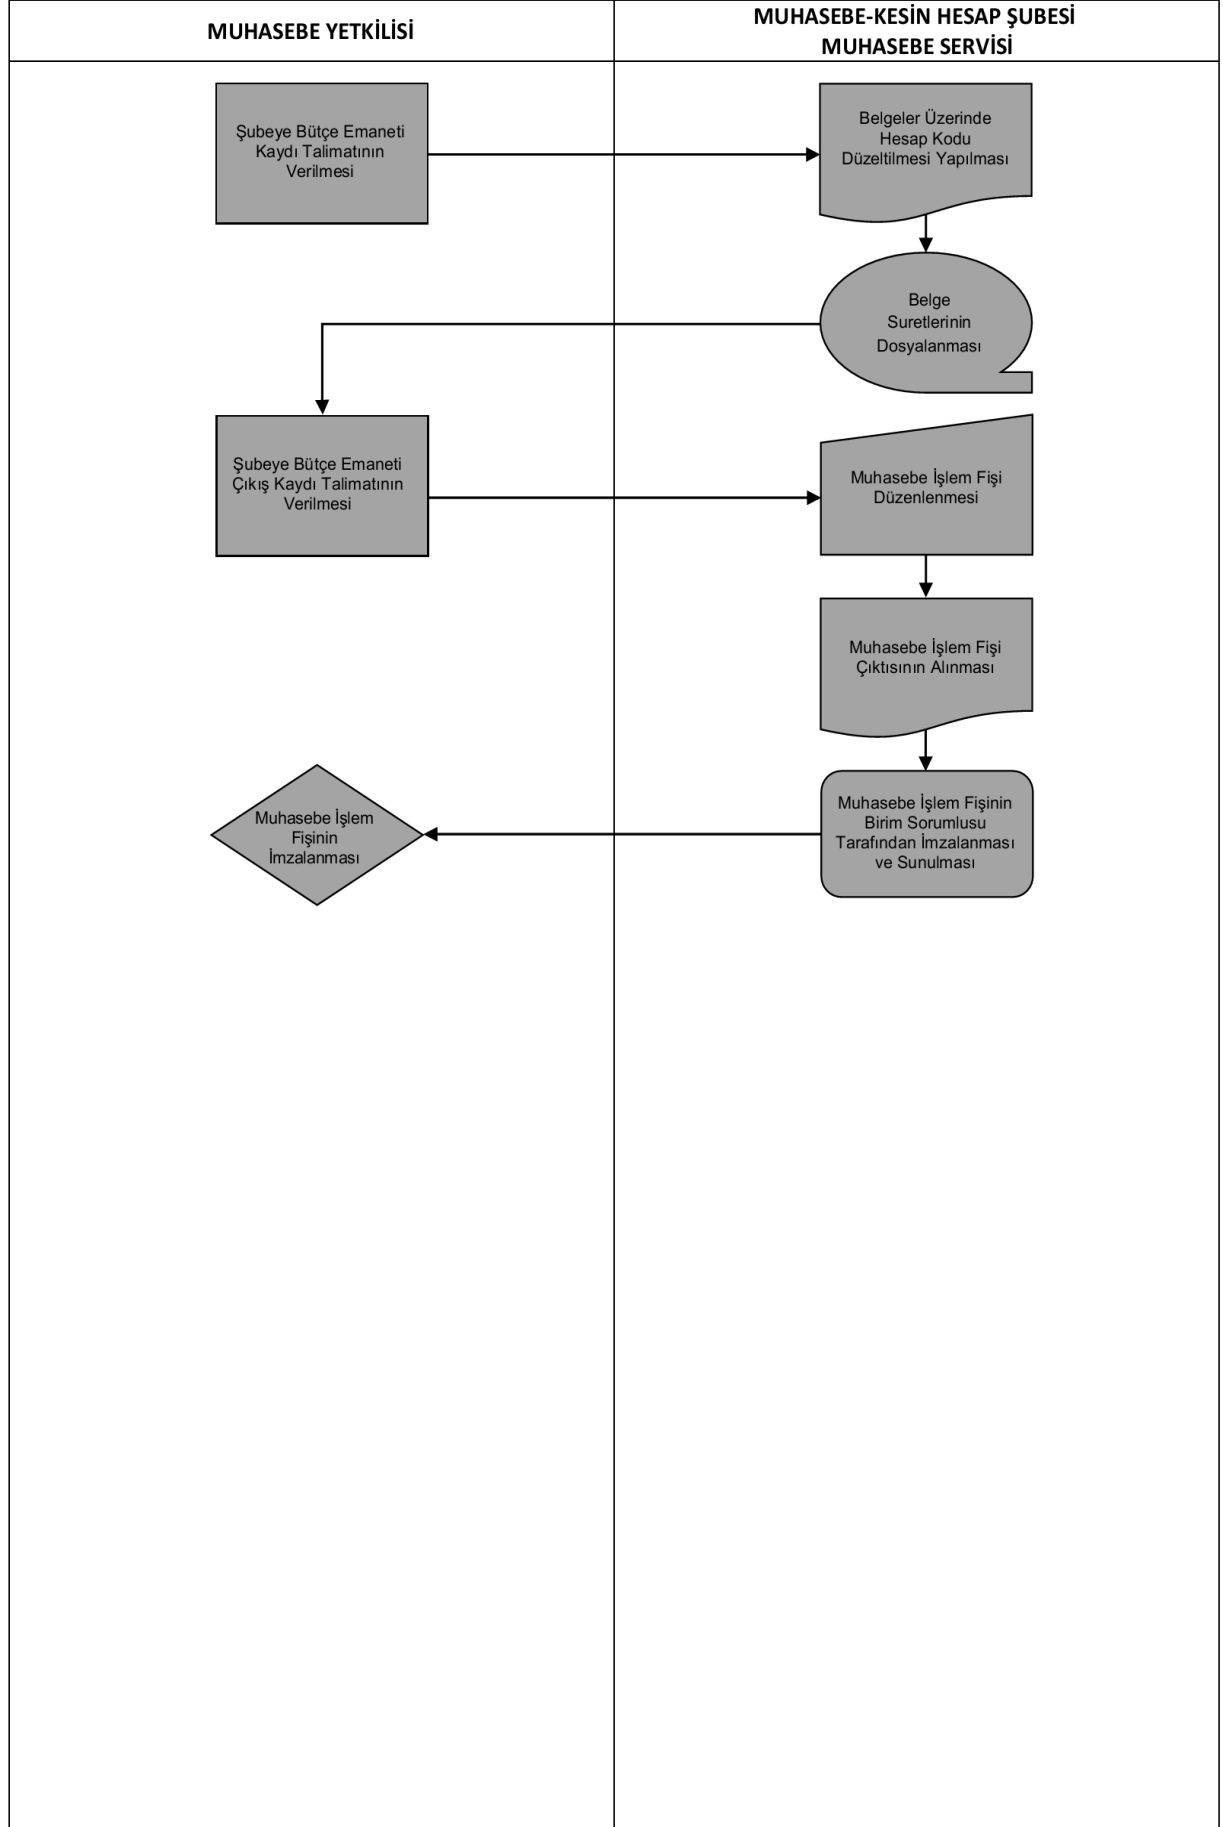 MUHASEBE YETKİLİSİ
MUHASEBE-KESİN HESAP ŞUBESİ
MUHASEBE SERVİSİ
Şubeye Bütçe Emaneti
Kaydı Talimatının
Verilmesi
Belgeler Üzerinde
Hesap Kodu
Düzeltilmesi Yapılması
Belge
Suretlerinin
Dosyalanması
Şubeye Bütçe Emaneti
Çıkış Kaydı Talimatının
Verilmesi
Muhasebe İşlem Fişi
Düzenlenmesi
Muhasebe İşlem Fişi
Çıktısının Alınması
Muhasebe İşlem Fişinin
Birim Sorumlusu
Tarafından İmzalanması
ve Sunulması
Muhasebe İşlem
Fişinin
İmzalanması